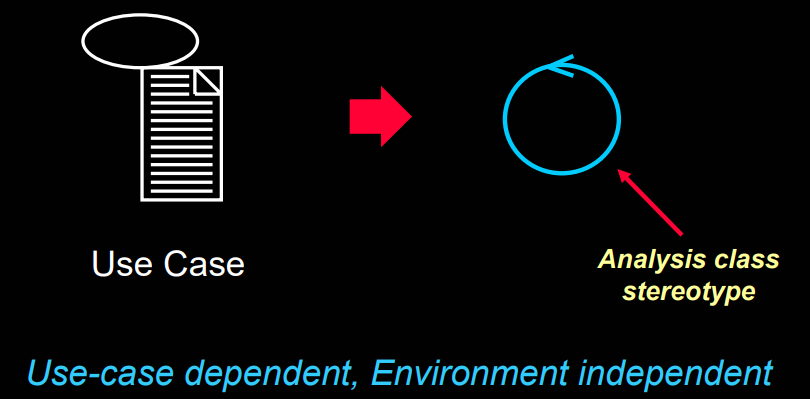 Use Case
Analysis class
stereotype
Use-case dependent, Environment independent